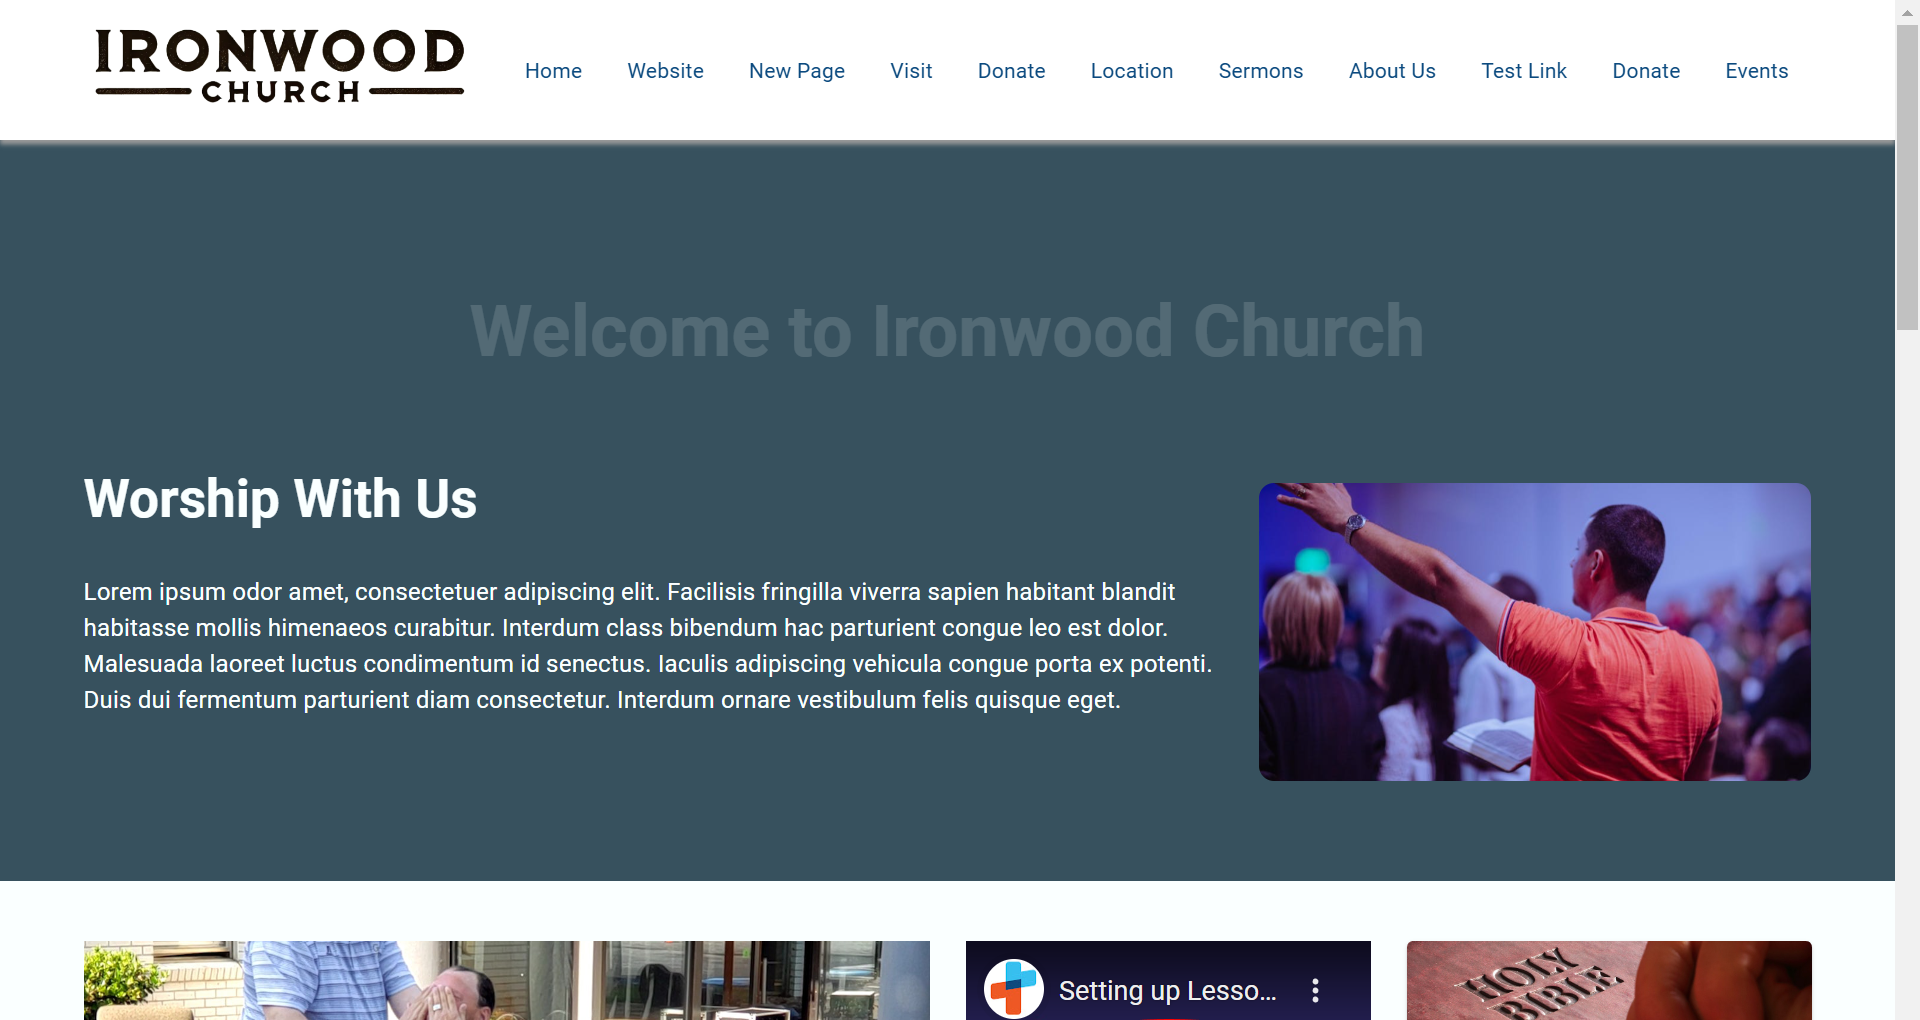 IRONWOOD
CHURCH
Home Website New Page Visit Donate Location Sermons About Us Test Link Donate Events
Welcome to Ironwood Church
Worship With Us
Lorem ipsum odor amet, consectetuer adipiscing elit. Facilisis fringilla viverra sapien habitant blandit
habitasse mollis himenaeos curabitur. Interdum class bibendum hac parturient congue leo est dolor.
Malesuada laoreet luctus condimentum id senectus. Iaculis adipiscing vehicula congue porta ex potenti.
Duis dui fermentum parturient diam consectetur. Interdum ornare vestibulum felis quisque eget.
Setting up Lesso...
HOLY
BIBLE